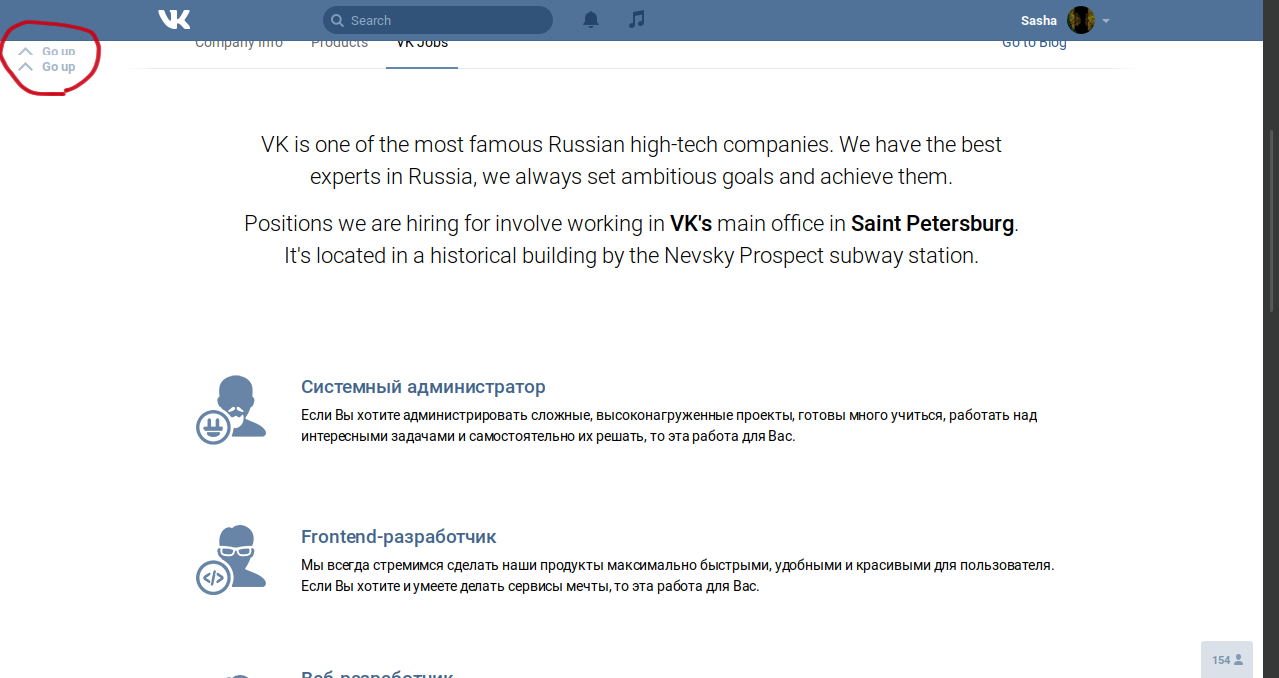 VK
Search
Sasha
Go up
Go up
Company info
Products
VK Jobs
Go to Blog
VK is one of the most famous Russian high-tech companies. We have the best
experts in Russia, we always set ambitious goals and achieve them.
Positions we are hiring for involve working in VK's main office in Saint Petersburg.
It's located in a historical building by the Nevsky Prospect subway station.
Системный администратор
Если Вы хотите администрировать сложные, высоконагруженные проекты, готовы много учиться, работать над
интересными задачами и самостоятельно их решать, то эта работа для Вас.
Frontend-разработчик
Мы всегда стремимся сделать наши продукты максимально быстрыми, удобными и красивыми для пользователя.
Если Вы хотите и умеете делать сервисы мечты, то эта работа для Вас.
Веб-разработчик
154